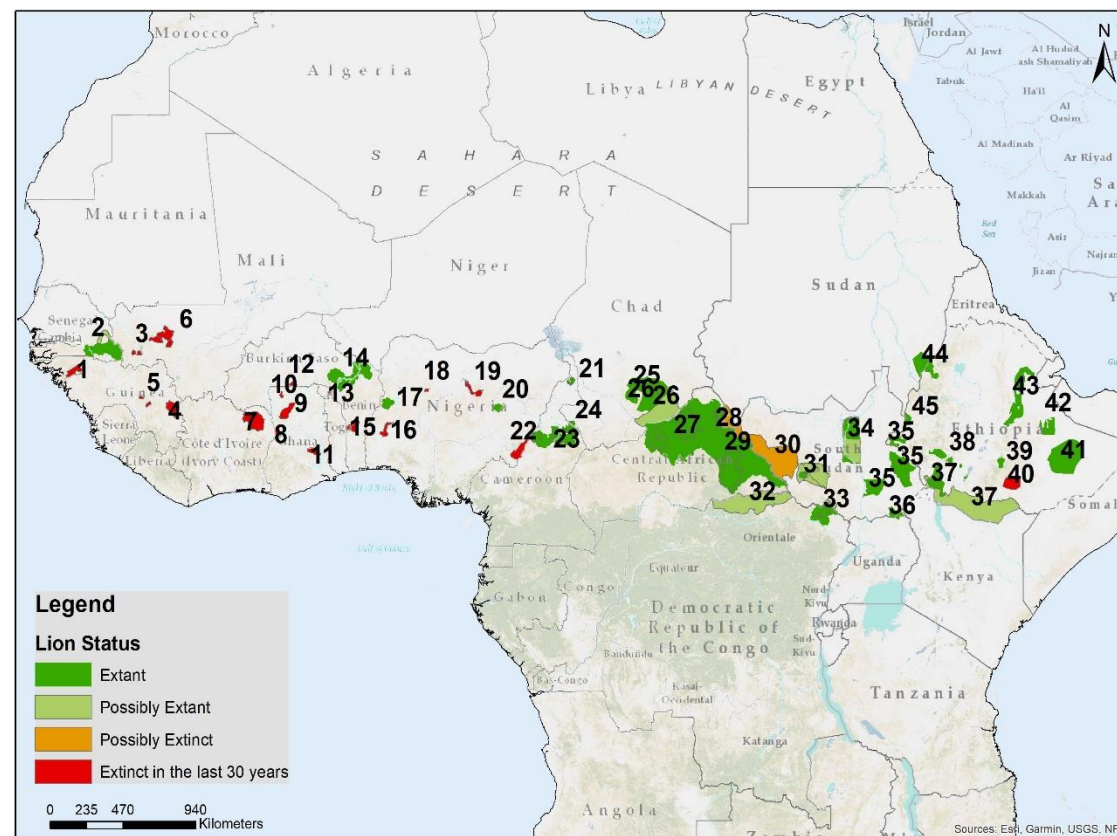 Morocco
Algeria
Libya
LIBYAN DESERT
Egypt
Israel
Jordan
Al Jawf
Al Hudud
ash Shamaliyah
Tabuk
Ha'il
Al
Qasim
Al Madinah
Ar Riyad
Makkah
Red
Sea
Asir
Jizan
Najran
N
SAHARA
DESERT
Mauritania
Mali
Niger
Chad
Sudan
Eritrea
Senegal
Gambia
Guinea
Sierra
Leone
Liberia
Côte d'Ivoire
(Ivory Coast)
Burkina Faso
Ghana
Togo
Benin
Nigeria
Cameroon
Central African
Republic
South
Sudan
Ethiopia
Bight of Benin
Gulf of Guinea
Gabon
Congo
Equateur
Orientale
Uganda
Kenya
Democratic
Republic of
the Congo
Nord-
Kivu
Rwanda
Sud-
Kivu
Bandundu
Bas-Congo
Kasai-
Occidental
Katanga
Tanzania
Angola
1
2
3
4
5
6
7
8
9
10
11
12
13
14
15
16
17
18
19
20
21
22
23
24
25
26
26
27
28
29
30
31
32
33
34
35
35
35
36
37
37
38
39
40
41
42
43
44
45
Legend
Lion Status
Extant
Possibly Extant
Possibly Extinct
Extinct in the last 30 years
0 235 470 940
Kilometers
Sources: Esri, Garmin, USGS,